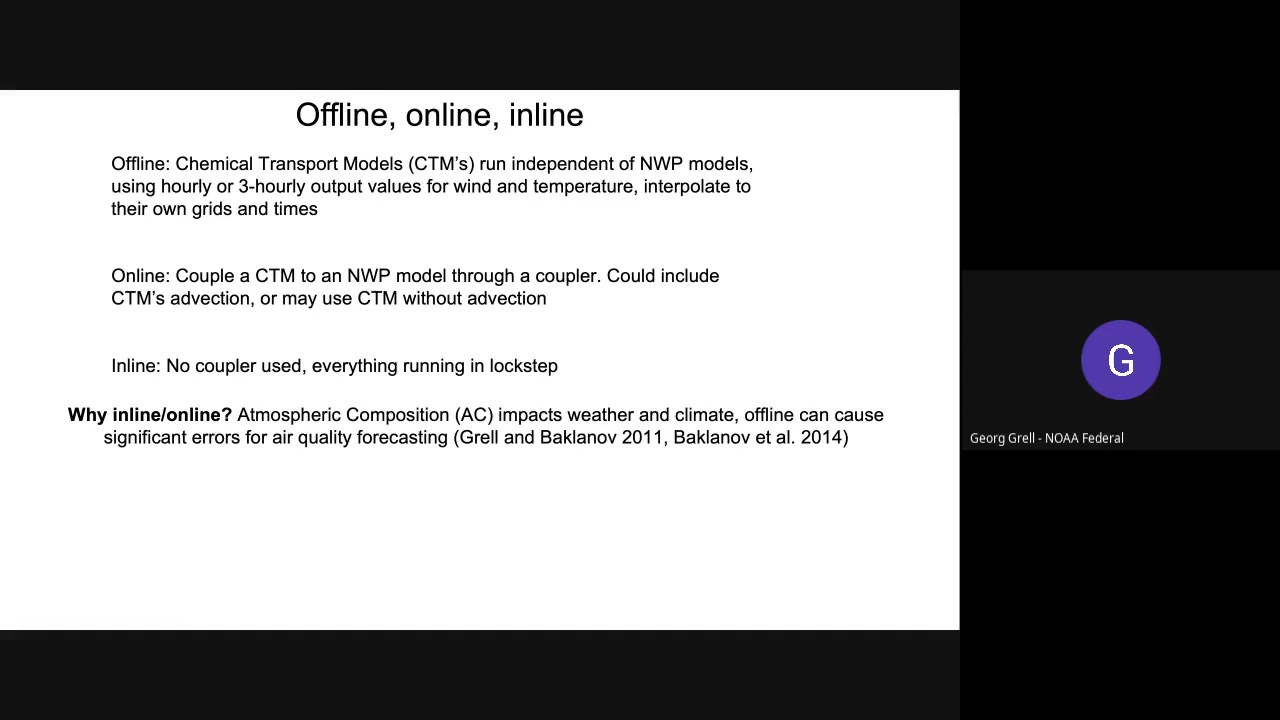 Offline, online, inline
Offline: Chemical Transport Models (CTM's) run independent of NWP models,
using hourly or 3-hourly output values for wind and temperature, interpolate to
their own grids and times
Online: Couple a CTM to an NWP model through a coupler. Could include
CTM's advection, or may use CTM without advection
Inline: No coupler used, everything running in lockstep
Why inline/online? Atmospheric Composition (AC) impacts weather and climate, offline can cause
significant errors for air quality forecasting (Grell and Baklanov 2011, Baklanov et al. 2014)
G
Georg Grell - NOAA Federal